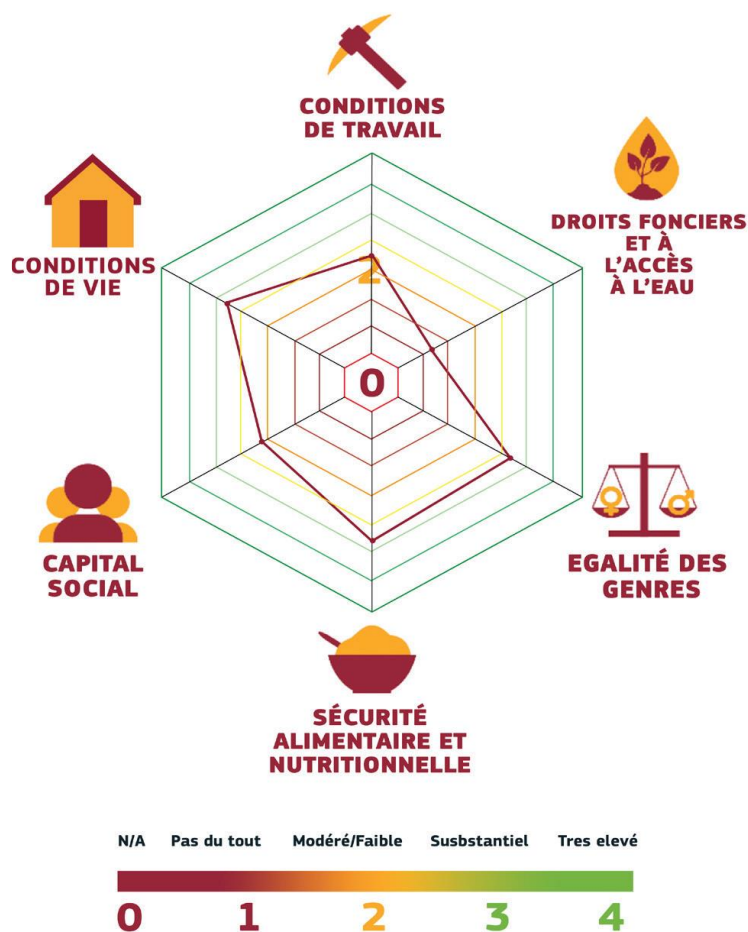 CONDITIONS
DE TRAVAIL
DROITS FONCIERS
ET À
L'ACCÈS
À L'EAU
CONDITIONS
DE VIE
2
0
CAPITAL
SOCIAL
EGALITÉ DES
GENRES
SÉCURITÉ
ALIMENTAIRE ET
NUTRITIONNELLE
N/A Pas du tout Modéré/Faible Susbstantiel Tres elevé
0 1 2 3 4